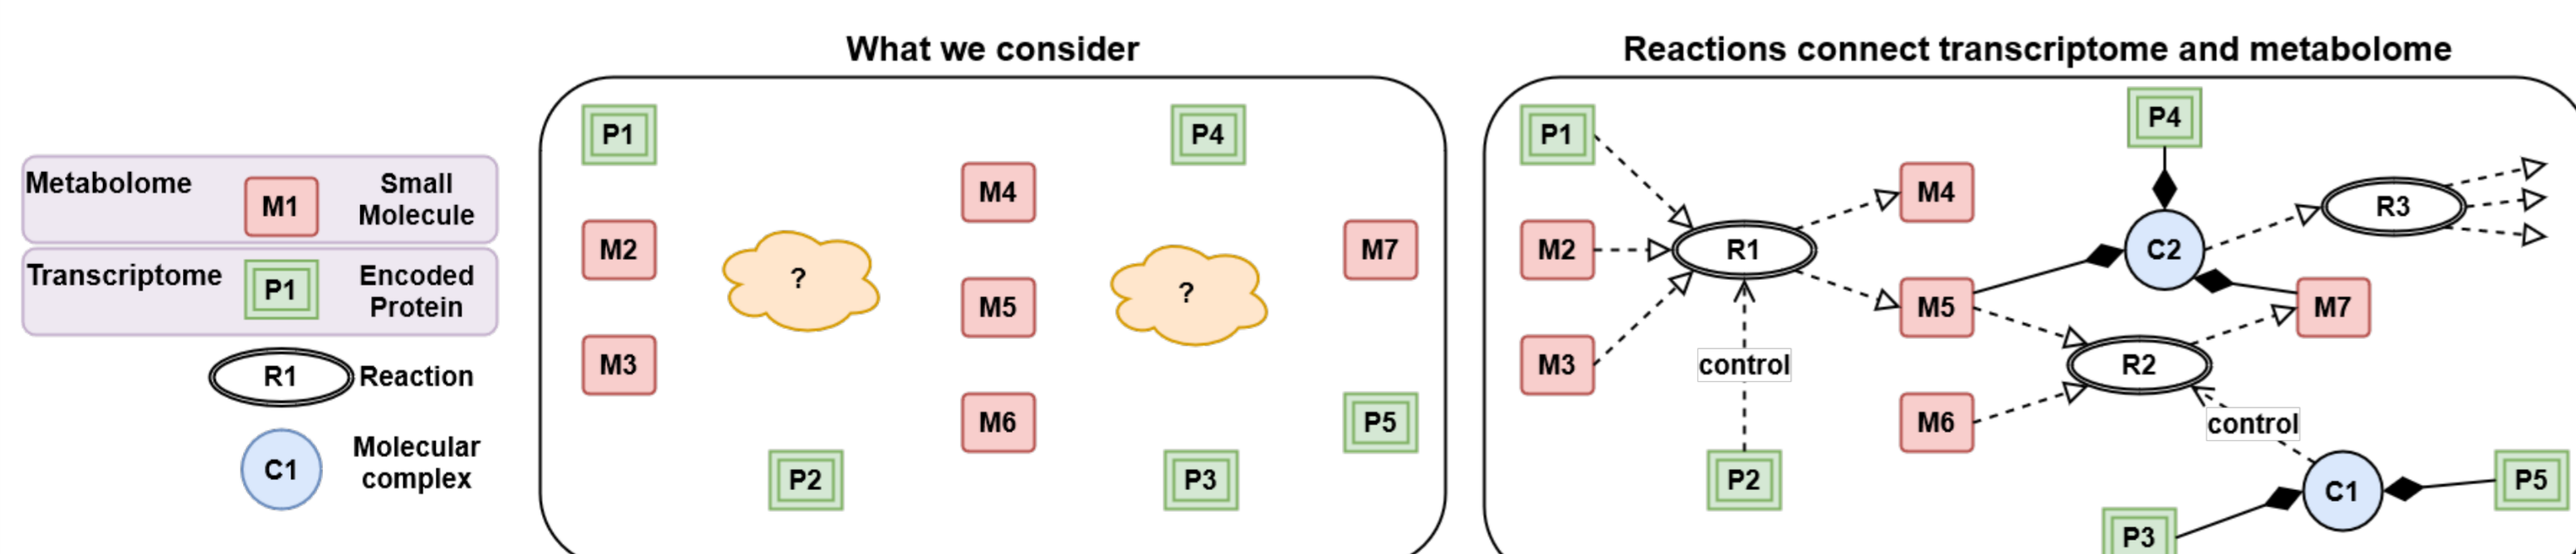 What we consider
Reactions connect transcriptome and metabolome
Metabolome
M1
Small
Molecule
Transcriptome
P1
Encoded
Protein
R1
Reaction
C1
Molecular
complex
P1
P4
M4
M2
?
?
M7
M5
M3
M6
P5
P2
P3
P1
P4
M4
R3
M2
R1
C2
M5
M7
M3
control
R2
M6
control
P2
C1
P5
P3